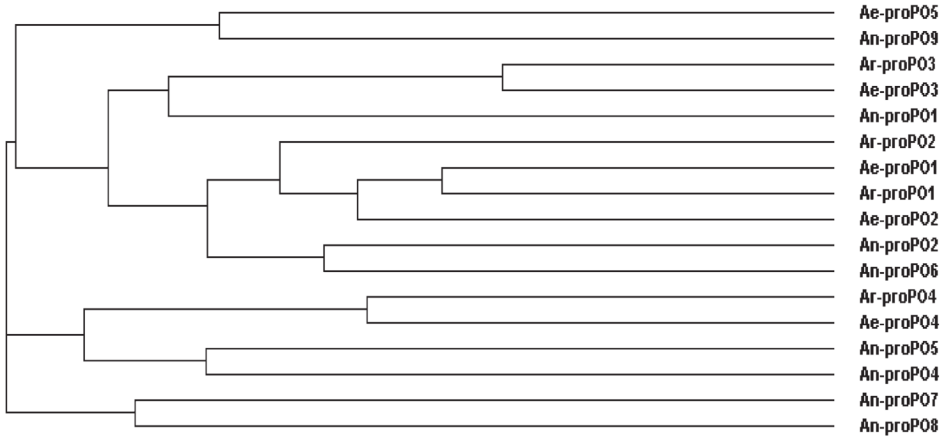 Ae-proPO5
An-proPO9
Ar-proPO3
Ae-proPO3
An-proPO1
Ar-proPO2
Ae-proPO1
Ar-proPO1
Ae-proPO2
An-proPO2
An-proPO6
Ar-proPO4
Ae-proPO4
An-proPO5
An-proPO4
An-proPO7
An-proPO8